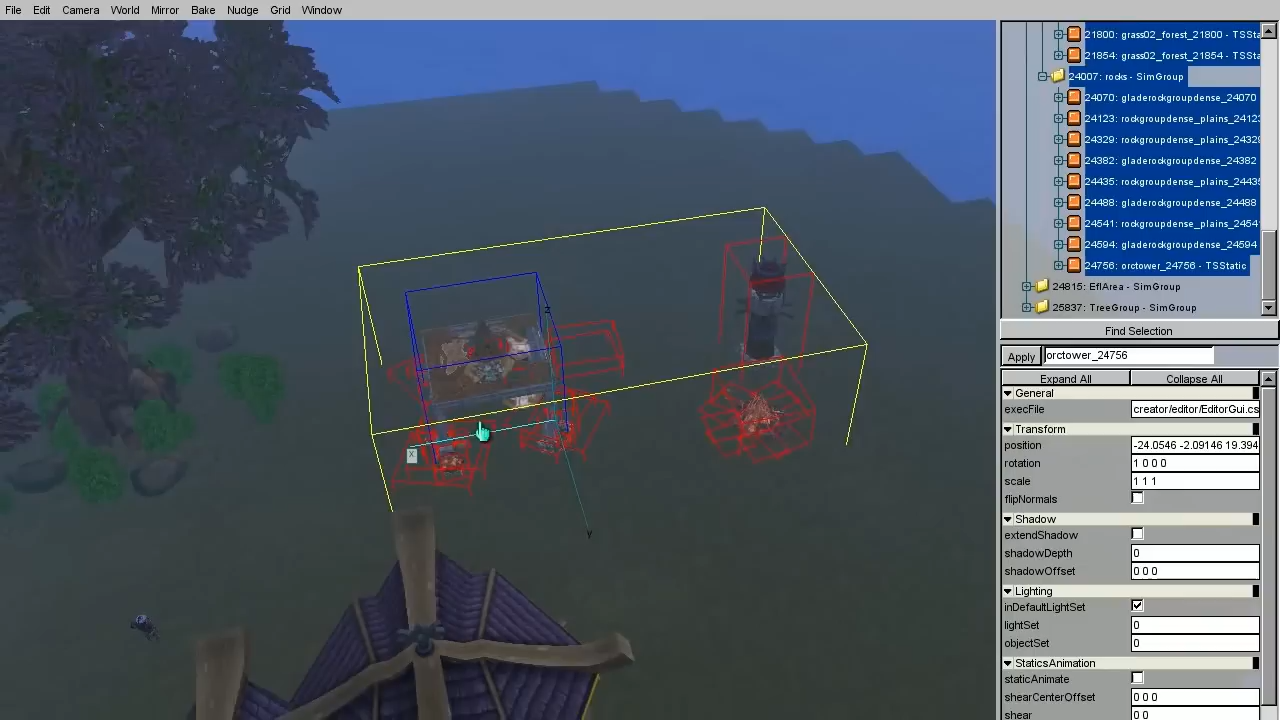 File Edit Camera World Mirror Bake Nudge Grid Window
21800: grass02_forest_21800 - TSSta
21854: grass02_forest_21854 - TSSta
24007: rocks - SimGroup
24070: gladerockgroupdense_24070
24123: rockgroupdense_plains_24123
24329: rockgroupdense_plains_24329
24382: gladerockgroupdense_24382
24435: rockgroupdense_plains_24435
24488: gladerockgroupdense_24488
24541: rockgroupdense_plains_24541
24594: gladerockgroupdense_24594
24756: orctower_24756 - TSStatic
24815: EflArea - SimGroup
25837: TreeGroup - SimGroup
Find Selection
Apply orctower_24756
Expand All Collapse All
General
execFile creator/editor/EditorGui.cs
Transform
position -24.0546 -2.09146 19.394
rotation 1 0 0 0
scale 1 1 1
flipNormals
Shadow
extendShadow
shadowDepth 0
shadowOffset 0 0 0
Lighting
inDefaultLightSet
lightSet 0
objectSet 0
StaticsAnimation
staticAnimate
shearCenterOffset 0 0 0
shear 0 0
Z
X
Y